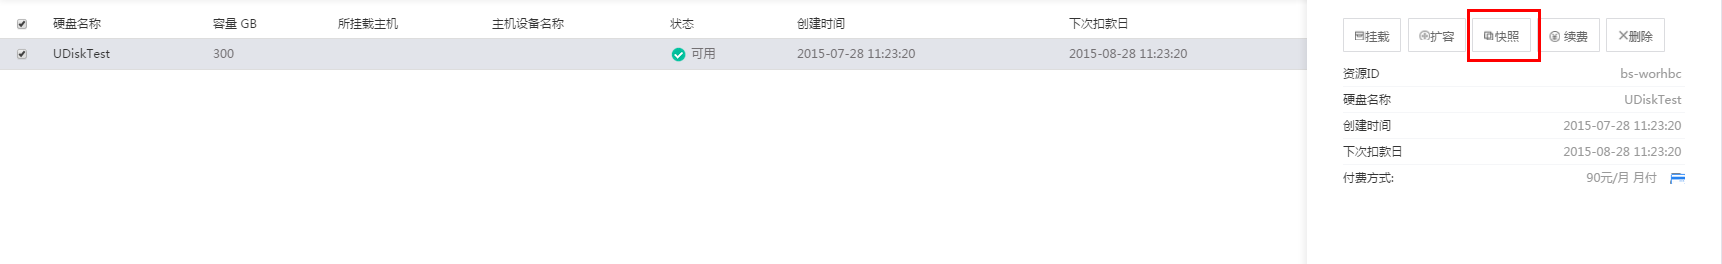 硬盘名称 容量 GB 所挂载主机 主机设备名称 状态 创建时间 下次扣款日
UDiskTest 300 可用 2015-07-28 11:23:20 2015-08-28 11:23:20
挂载 扩容 快照 续费 删除
资源ID bs-worhbc
硬盘名称 UDiskTest
创建时间 2015-07-28 11:23:20
下次扣款日 2015-08-28 11:23:20
付费方式: 90元/月 月付